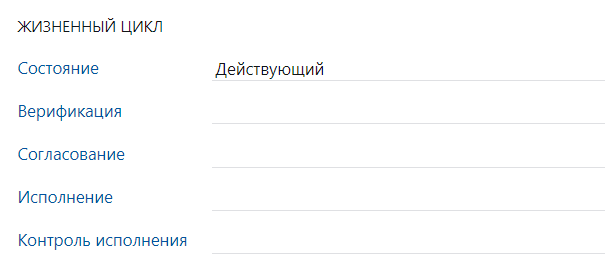 ЖИЗНЕННЫЙ ЦИКЛ
Состояние Действующий
Верификация
Согласование
Исполнение
Контроль исполнения